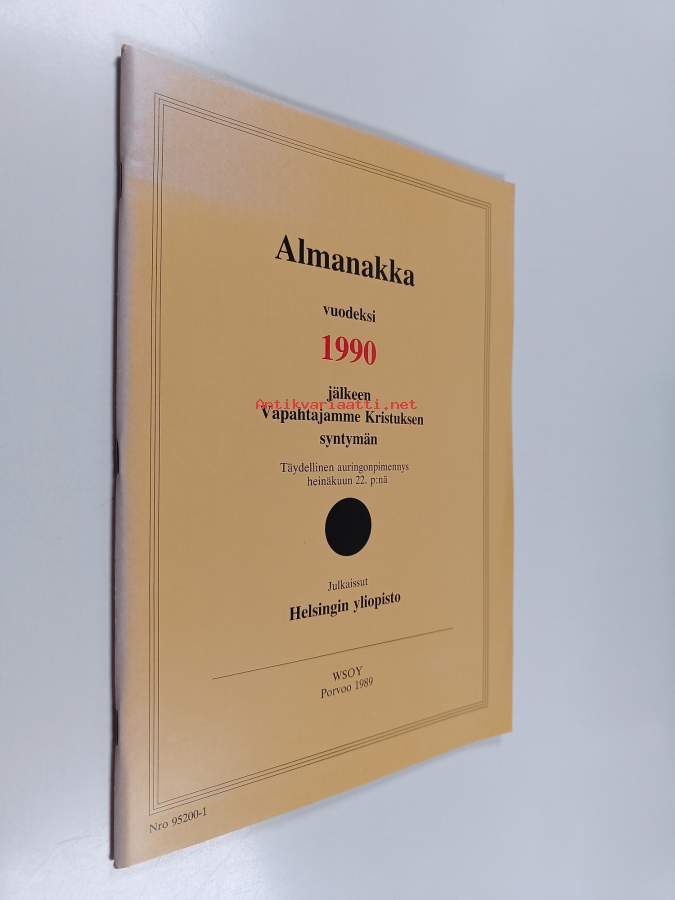 Almanakka
vuodeksi
1990
jälkeen
Antikvariaatti.net
Vapahtajamme Kristuksen
syntymän
Täydellinen auringonpimennys
heinäkuun 22. p:nä
Julkaissut
Helsingin yliopisto
WSOY
Porvoo 1989
Nro 95200-1